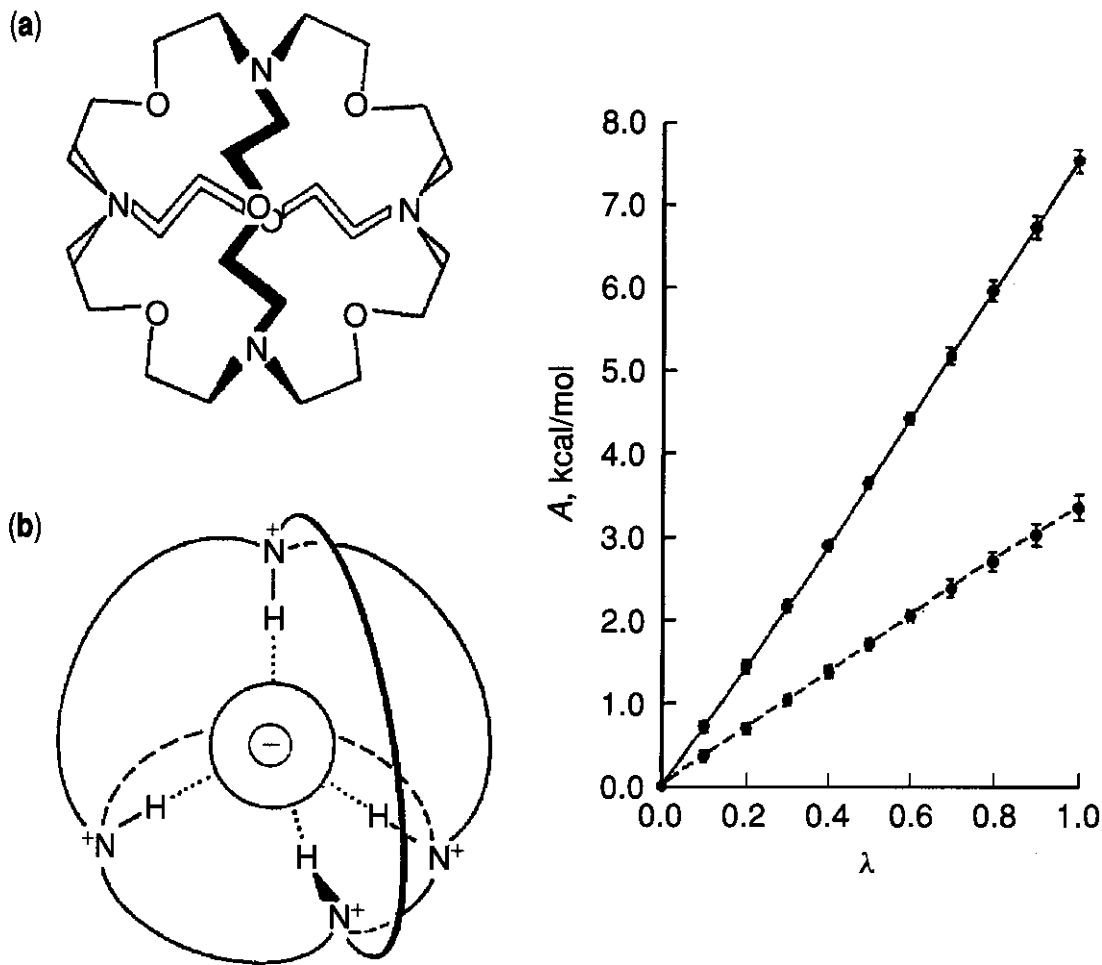 (a)
N
O O
N O O N
O O
N
(b)
+
N
H
−
H H
+N H N+
N+
A, kcal/mol
8.0
7.0
6.0
5.0
4.0
3.0
2.0
1.0
0.0
0.0 0.2 0.4 0.6 0.8 1.0
λ